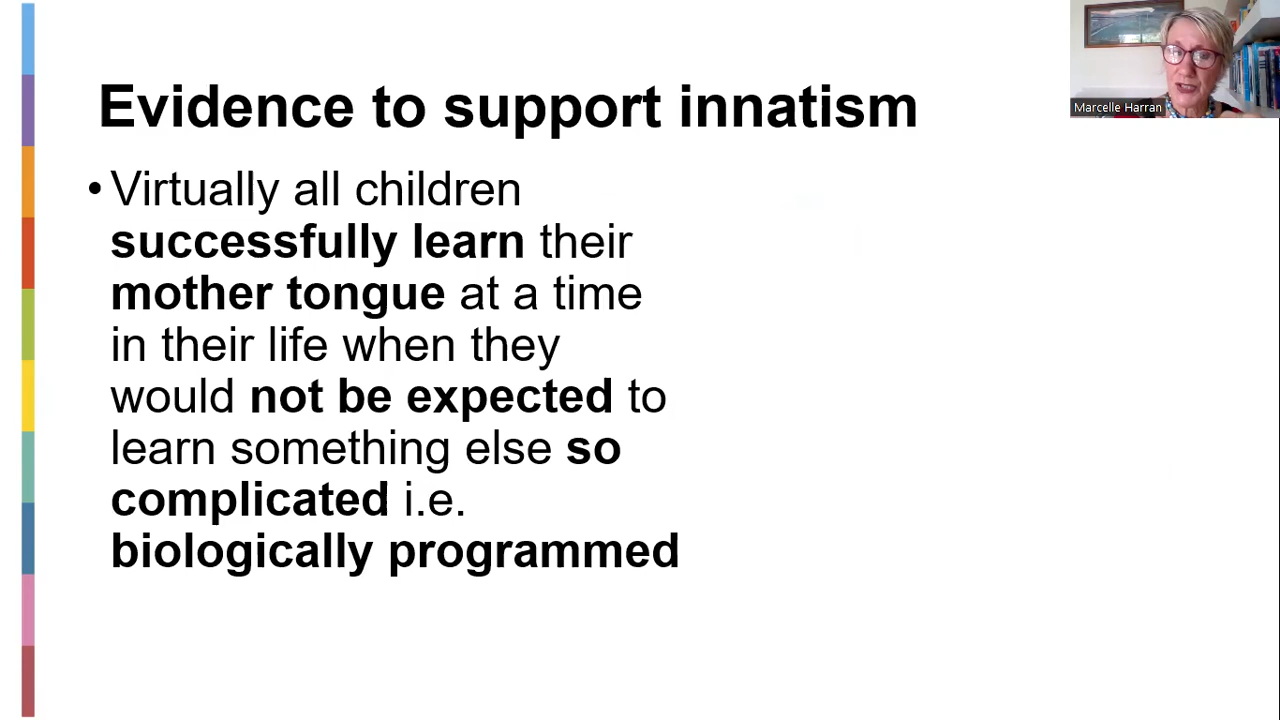 Evidence to support innatism
• Virtually all children
successfully learn their
mother tongue at a time
in their life when they
would not be expected to
learn something else so
complicated i.e.
biologically programmed
Marcelle Harran